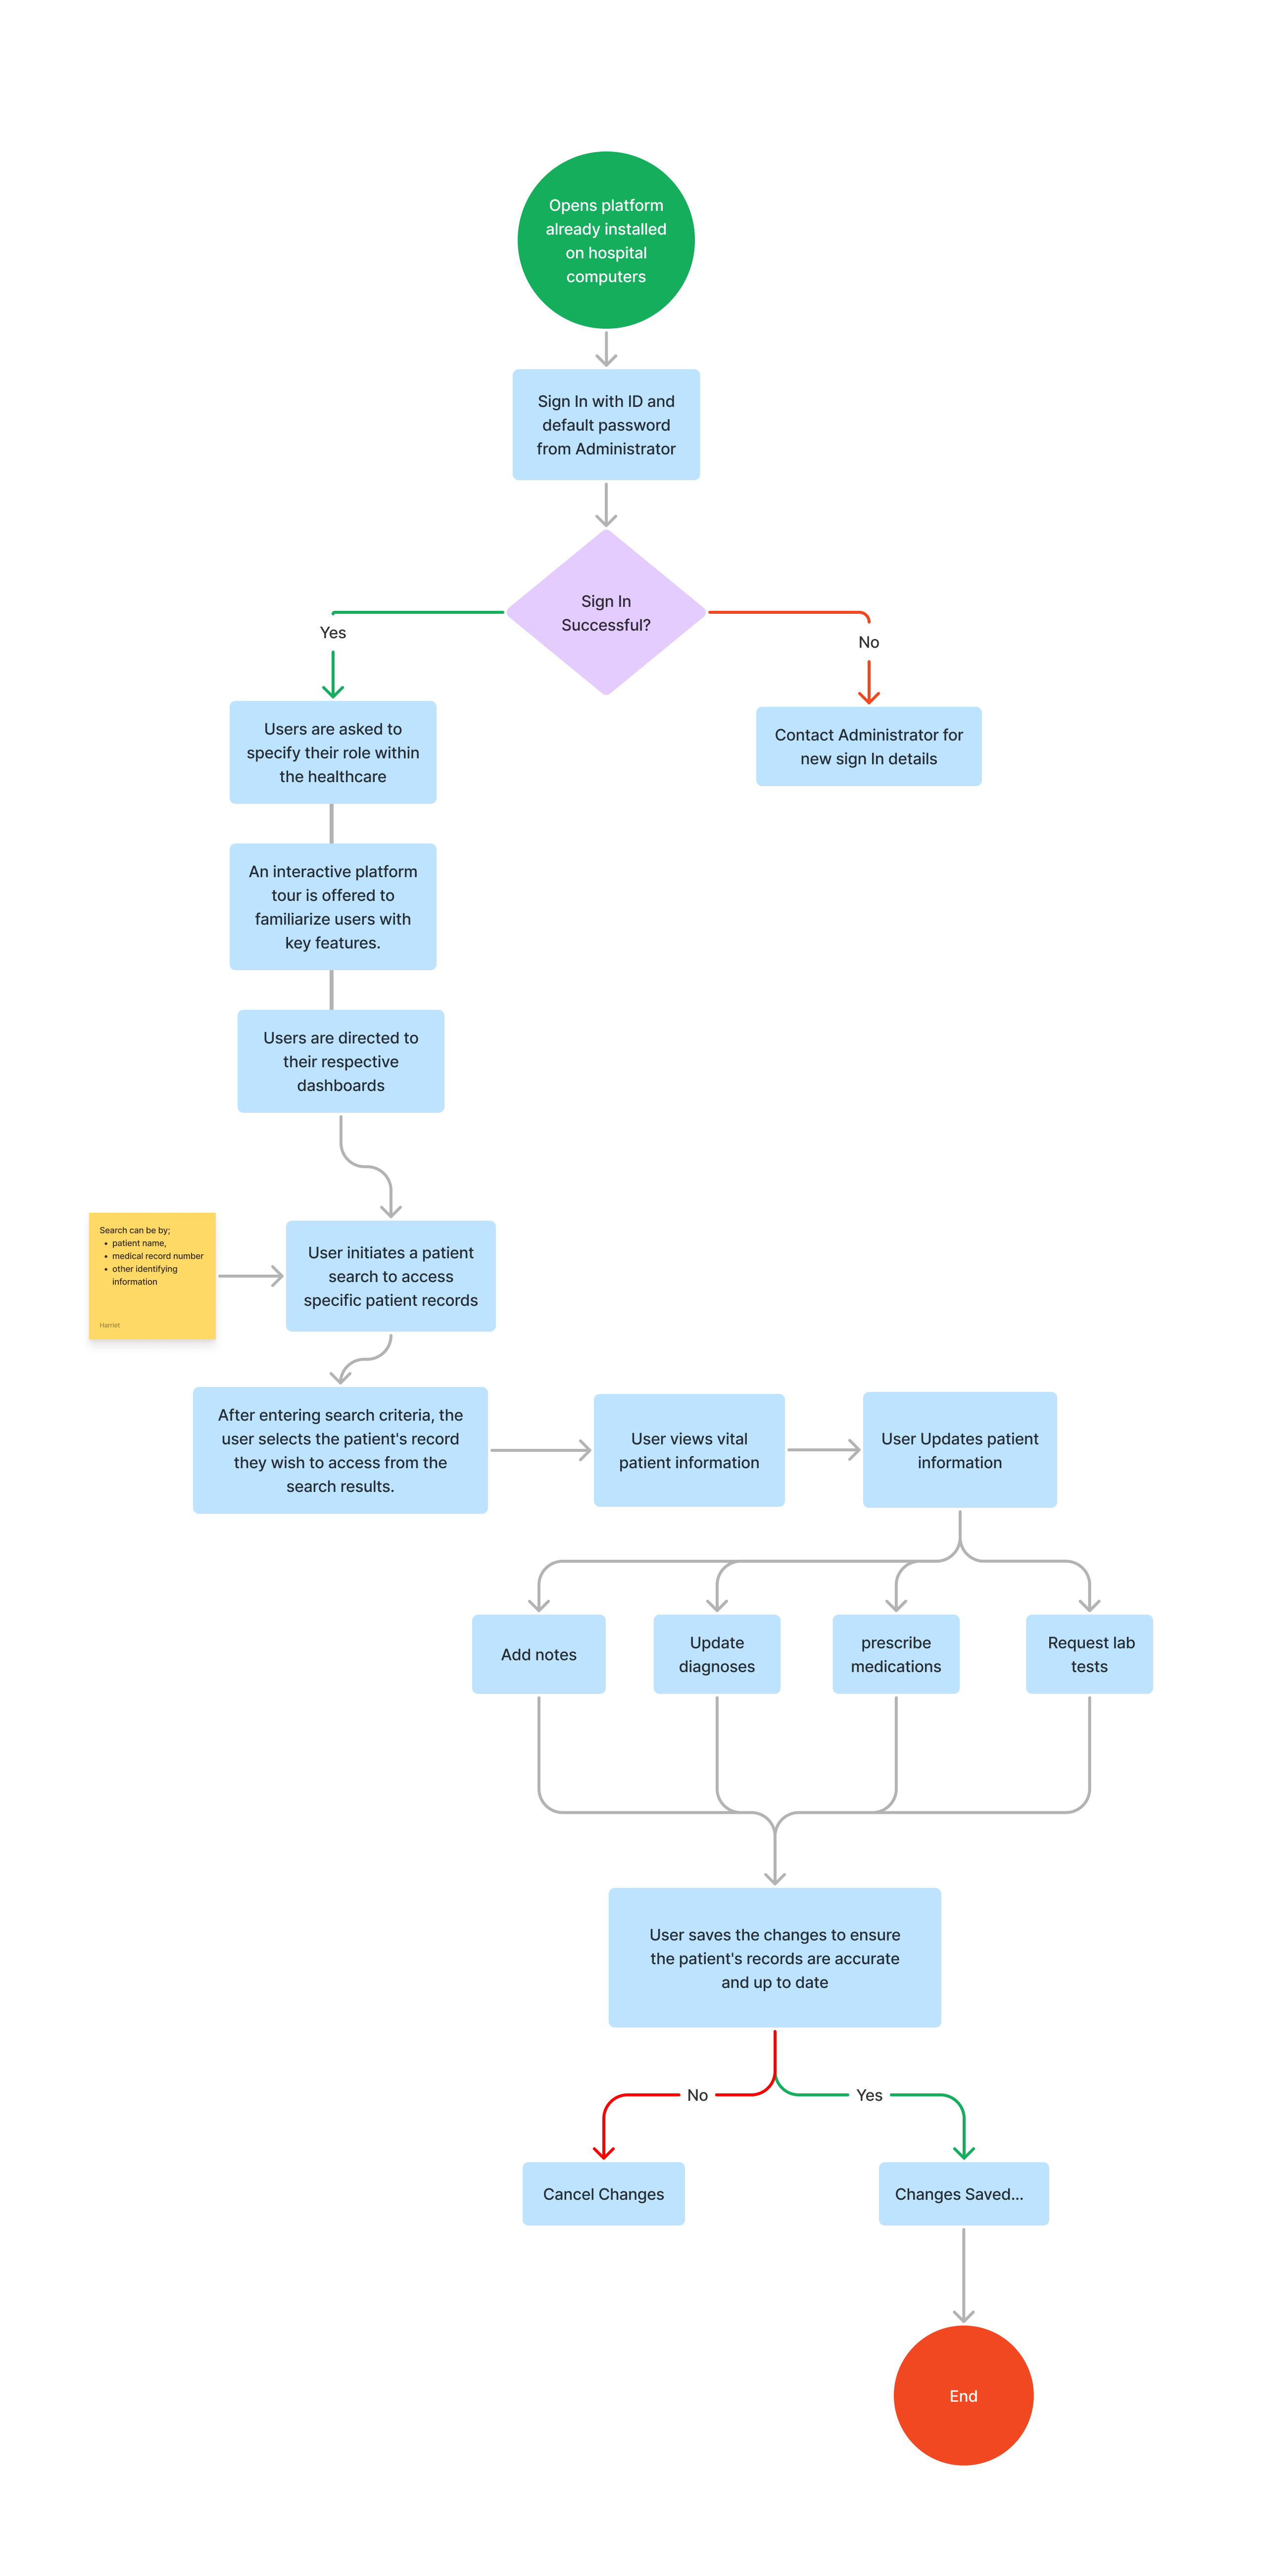 Opens platform
already installed
on hospital
computers
Sign In with ID and
default password
from Administrator
Sign In
Successful?
Yes
No
Users are asked to
specify their role within
the healthcare
Contact Administrator for
new sign In details
An interactive platform
tour is offered to
familiarize users with
key features.
Users are directed to
their respective
dashboards
Search can be by;
• patient name,
• medical record number
• other identifying
information
Harriet
User initiates a patient
search to access
specific patient records
After entering search criteria, the
user selects the patient's record
they wish to access from the
search results.
User views vital
patient information
User Updates patient
information
Add notes
Update
diagnoses
prescribe
medications
Request lab
tests
User saves the changes to ensure
the patient's records are accurate
and up to date
No
Yes
Cancel Changes
Changes Saved...
End